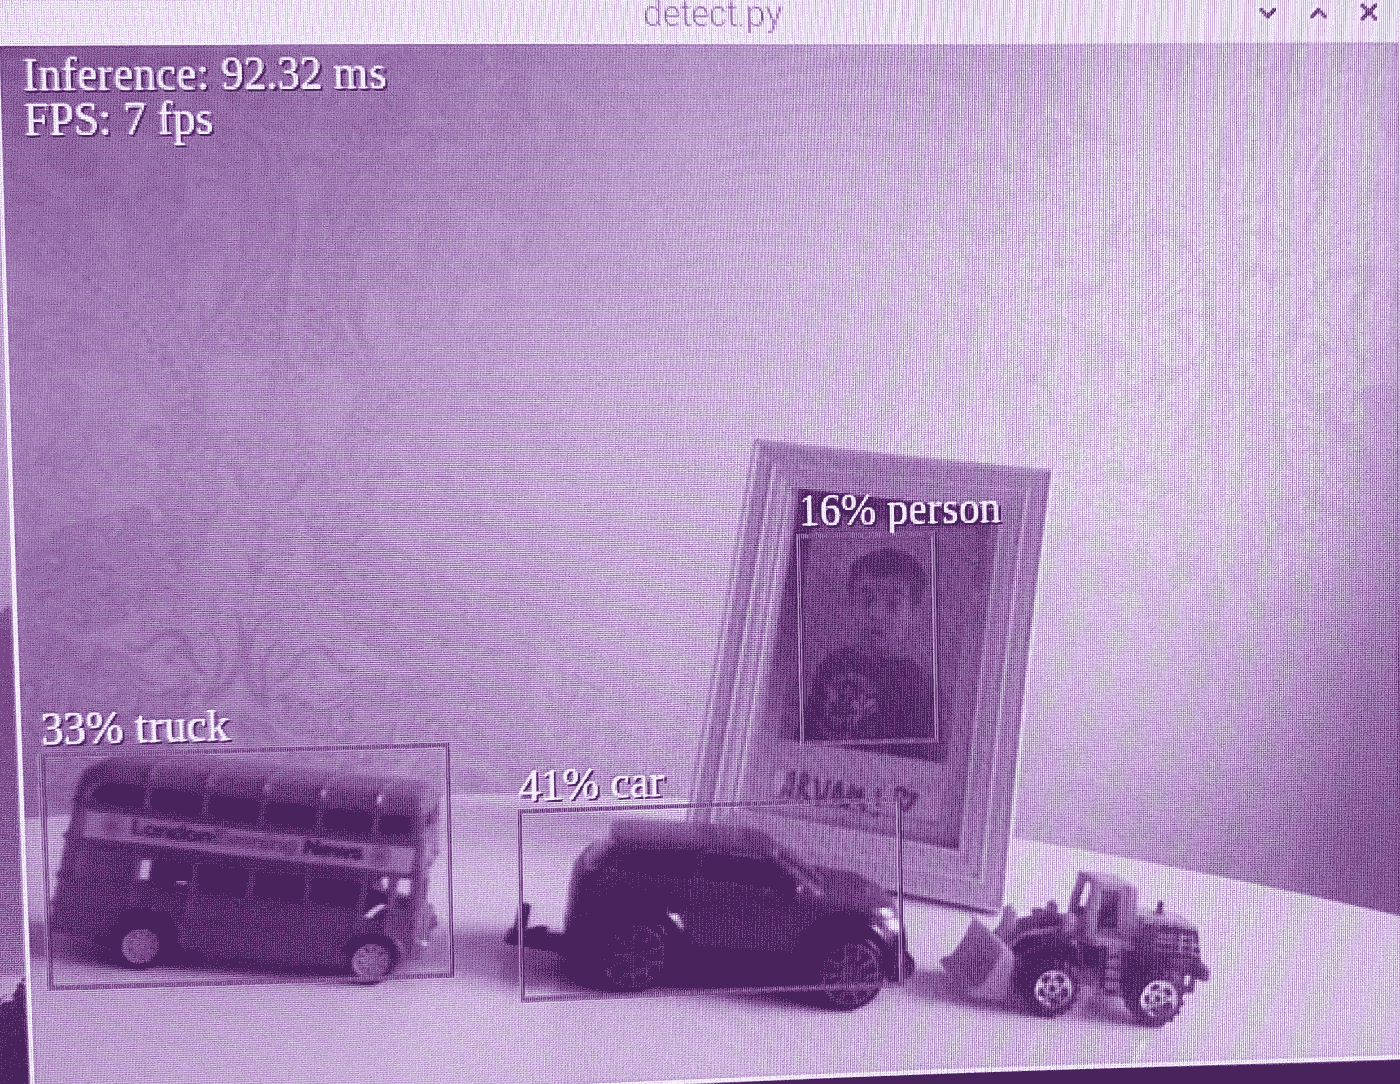 detect.py
Inference: 92.32 ms
FPS: 7 fps
16% person
33% truck
41% car
London News